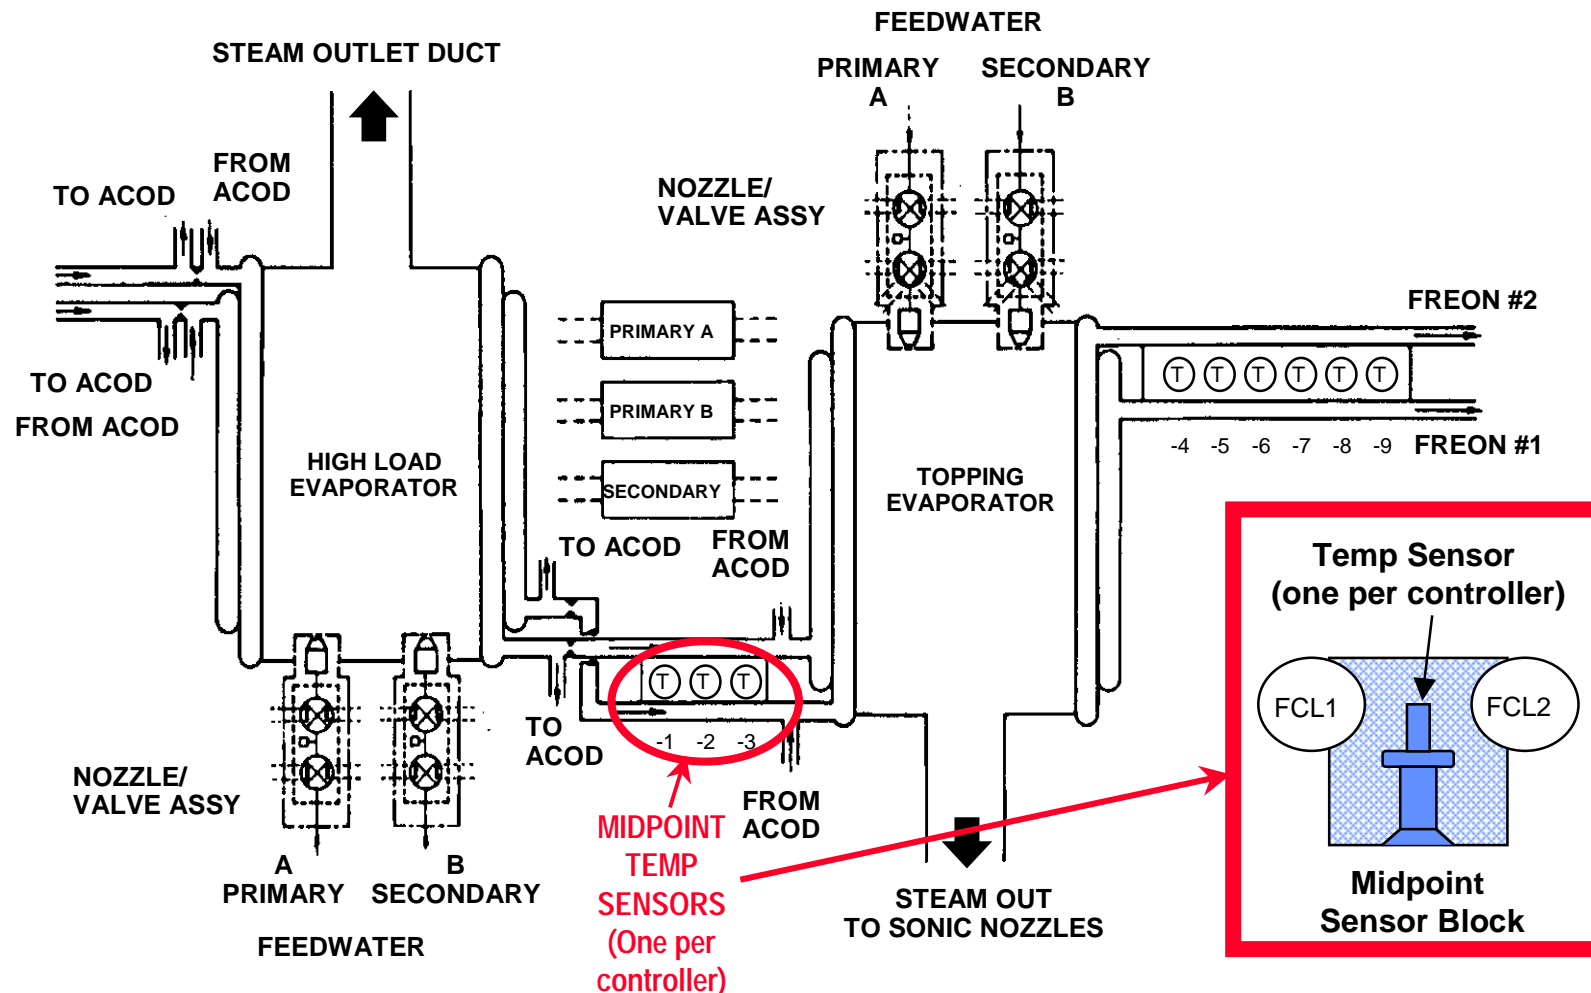 FEEDWATER
STEAM OUTLET DUCT
PRIMARY
A
SECONDARY
B
FROM
ACOD
TO ACOD
NOZZLE/
VALVE ASSY
FREON #2
PRIMARY A
TO ACOD
FROM ACOD
T T T T T T
PRIMARY B
-4 -5 -6 -7 -8 -9
FREON #1
HIGH LOAD
EVAPORATOR
TOPPING
EVAPORATOR
SECONDARY
TO ACOD
FROM
ACOD
Temp Sensor
(one per controller)
T T T
FCL1
FCL2
-1 -2 -3
TO
ACOD
NOZZLE/
VALVE ASSY
FROM
ACOD
MIDPOINT
TEMP
SENSORS
(One per
controller)
A
PRIMARY
B
SECONDARY
FEEDWATER
STEAM OUT
TO SONIC NOZZLES
Midpoint
Sensor Block